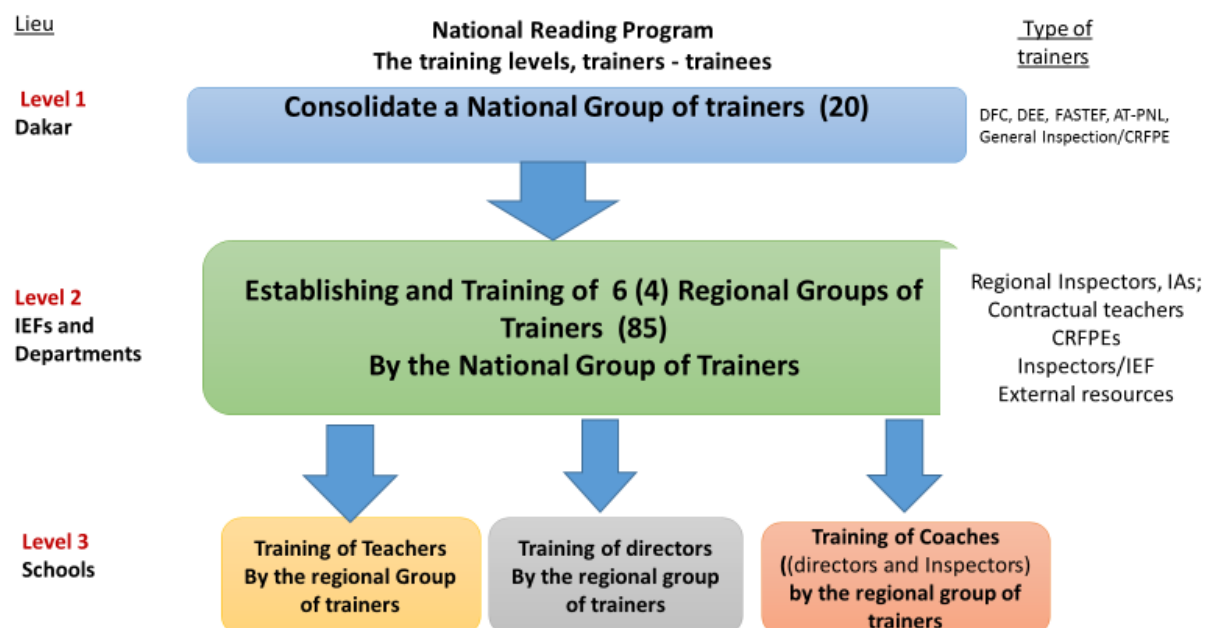 Lieu
National Reading Program
The training levels, trainers - trainees
Type of
trainers
Level 1
Dakar
Consolidate a National Group of trainers (20)
DFC, DEE, FASTEF, AT-PNL,
General Inspection/CRFPE
Level 2
IEFs and
Departments
Establishing and Training of 6 (4) Regional Groups of
Trainers (85)
By the National Group of Trainers
Regional Inspectors, IAs;
Contractual teachers
CRFPEs
Inspectors/IEF
External resources
Level 3
Schools
Training of Teachers
By the regional Group
of trainers
Training of directors
By the regional group
of trainers
Training of Coaches
((directors and Inspectors)
by the regional group of
trainers